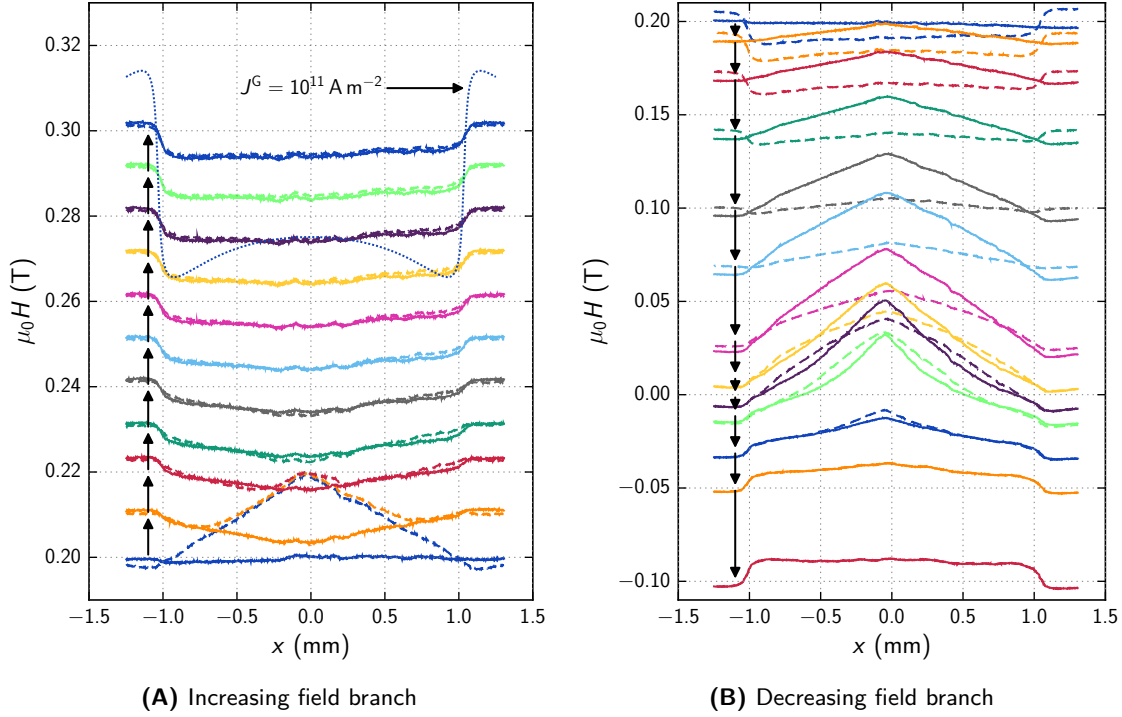 0.32
0.30
0.28
0.26
0.24
0.22
0.20
μ₀H (T)
Jᴳ = 10¹¹ A m⁻²
−1.5 −1.0 −0.5 0.0 0.5 1.0 1.5
x (mm)
(A) Increasing field branch
0.20
0.15
0.10
0.05
0.00
−0.05
−0.10
μ₀H (T)
−1.5 −1.0 −0.5 0.0 0.5 1.0 1.5
x (mm)
(B) Decreasing field branch